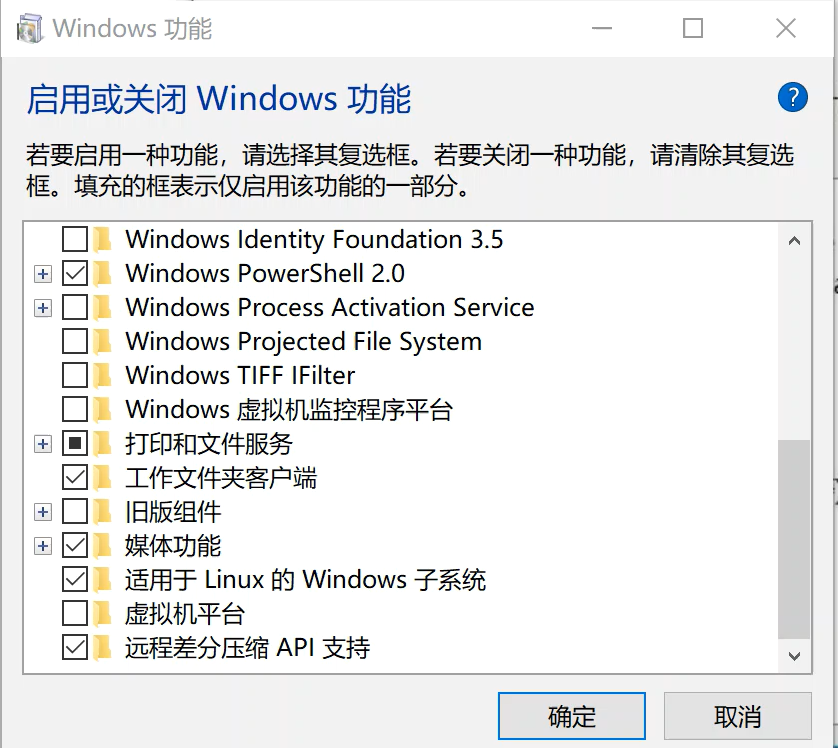 Windows 功能
启用或关闭 Windows 功能
?
若要启用一种功能，请选择其复选框。若要关闭一种功能，请清除其复选
框。填充的框表示仅启用该功能的一部分。
Windows Identity Foundation 3.5
Windows PowerShell 2.0
Windows Process Activation Service
Windows Projected File System
Windows TIFF IFilter
Windows 虚拟机监控程序平台
打印和文件服务
工作文件夹客户端
旧版组件
媒体功能
适用于 Linux 的 Windows 子系统
虚拟机平台
远程差分压缩 API 支持
确定
取消